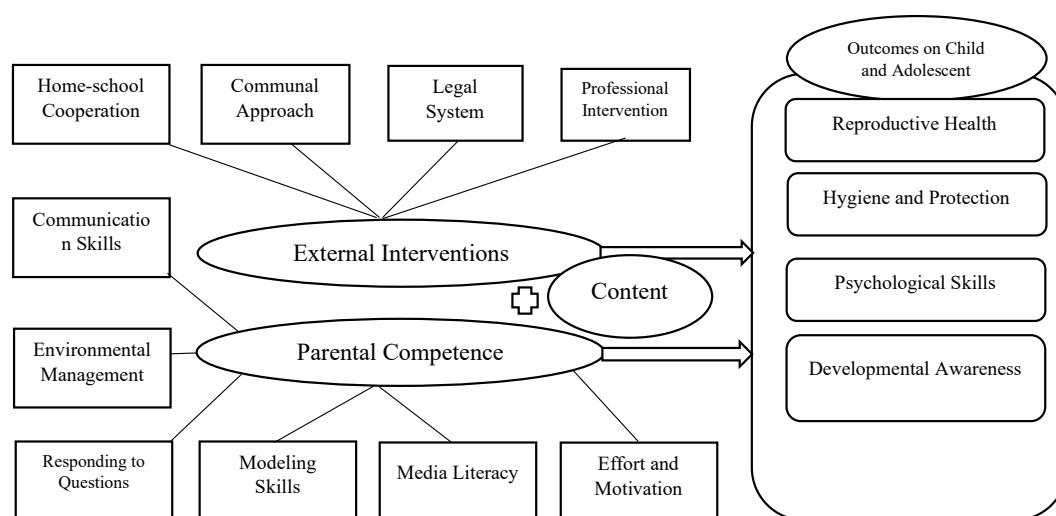 Outcomes on Child
and Adolescent
Home-school
Cooperation
Communal
Approach
Legal
System
Professional
Intervention
Reproductive Health
Hygiene and Protection
Communicatio
n Skills
External Interventions
Content
Psychological Skills
Environmental
Management
Parental Competence
Developmental Awareness
Responding to
Questions
Modeling
Skills
Media Literacy
Effort and
Motivation